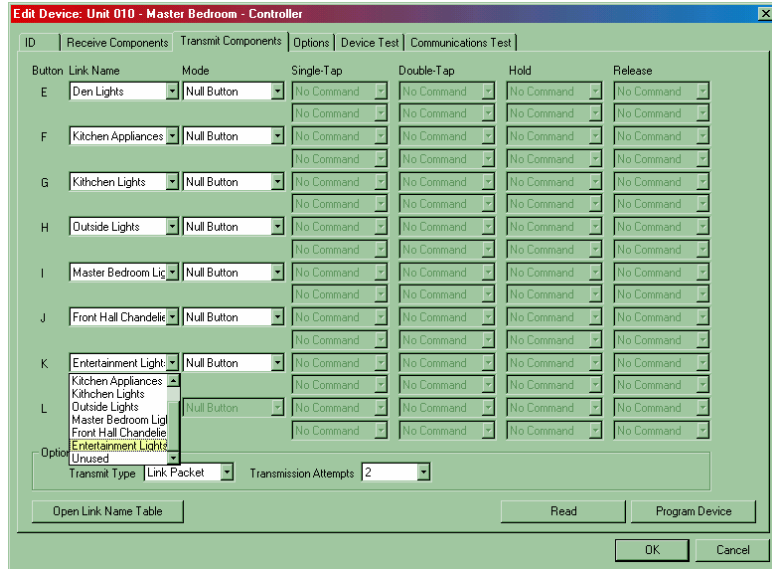 Edit Device: Unit 010 - Master Bedroom - Controller
ID Receive Components Transmit Components Options Device Test Communications Test
Button Link Name Mode Single-Tap Double-Tap Hold Release
E Den Lights Null Button No Command No Command No Command No Command
No Command No Command No Command No Command
F Kitchen Appliances Null Button No Command No Command No Command No Command
No Command No Command No Command No Command
G Kithchen Lights Null Button No Command No Command No Command No Command
No Command No Command No Command No Command
H Outside Lights Null Button No Command No Command No Command No Command
No Command No Command No Command No Command
I Master Bedroom Lig Null Button No Command No Command No Command No Command
No Command No Command No Command No Command
J Front Hall Chandelie Null Button No Command No Command No Command No Command
No Command No Command No Command No Command
K Entertainment Lights Null Button No Command No Command No Command No Command
Kitchen Appliances No Command No Command No Command No Command
Kithchen Lights
L Outside Lights Null Button No Command No Command No Command No Command
Master Bedroom Ligl
Front Hall Chandelie No Command No Command No Command No Command
Entertainment Lights
Option Unused
Transmit Type Link Packet Transmission Attempts 2
Open Link Name Table Read Program Device
OK Cancel